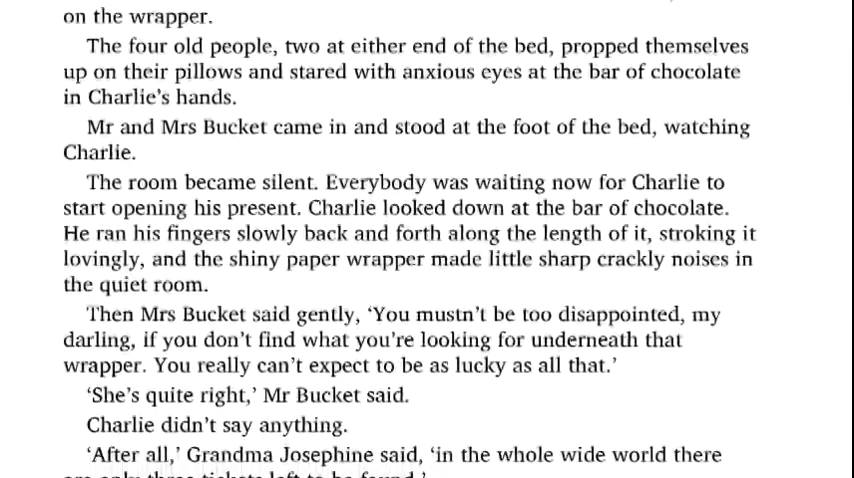 on the wrapper.
The four old people, two at either end of the bed, propped themselves
up on their pillows and stared with anxious eyes at the bar of chocolate
in Charlie's hands.
Mr and Mrs Bucket came in and stood at the foot of the bed, watching
Charlie.
The room became silent. Everybody was waiting now for Charlie to
start opening his present. Charlie looked down at the bar of chocolate.
He ran his fingers slowly back and forth along the length of it, stroking it
lovingly, and the shiny paper wrapper made little sharp crackly noises in
the quiet room.
Then Mrs Bucket said gently, ‘You mustn’t be too disappointed, my
darling, if you don’t find what you’re looking for underneath that
wrapper. You really can’t expect to be as lucky as all that.’
‘She’s quite right,’ Mr Bucket said.
Charlie didn’t say anything.
‘After all,’ Grandma Josephine said, ‘in the whole wide world there
are only three tickets left to be found.’